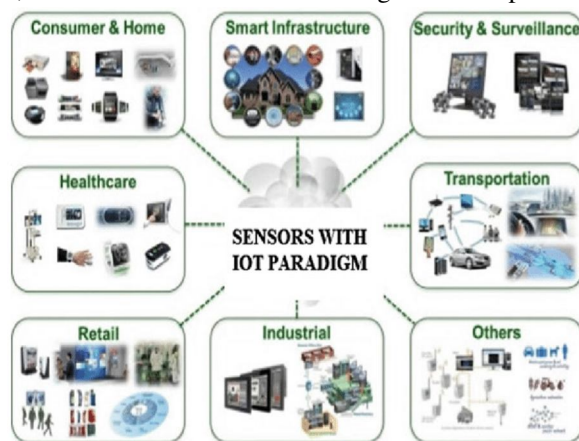 Consumer & Home
Smart Infrastructure
Security & Surveillance
Healthcare
SENSORS WITH
IOT PARADIGM
Transportation
Retail
Industrial
Others